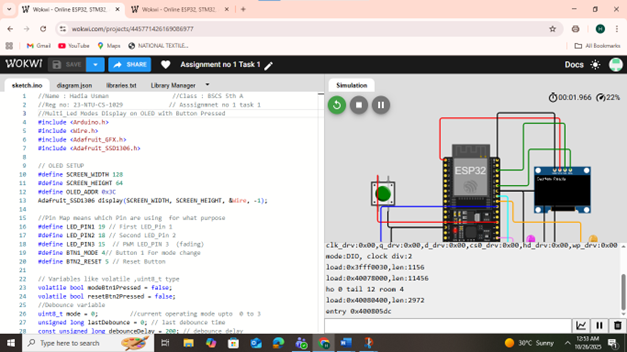 Wokwi - Online ESP32, STM32
Wokwi - Online ESP32, STM32
wokwi.com/projects/445771426169086977
Gmail
YouTube
Maps
NATIONAL TEXTILE...
All Bookmarks
WOKWI
SAVE
SHARE
Assignment no 1 Task 1
Docs
sketch.ino
diagram.json
libraries.txt
Library Manager
Simulation
1 //Name : Hadia Usman //Class : BSCS 5th A
2 //Reg no: 23-NTU-CS-1029 // Asssignmet no 1 task 1
3 //Multi_Led Modes Display on OLED with Button Pressed
4 #include <Arduino.h>
5 #include <Wire.h>
6 #include <Adafruit_GFX.h>
7 #include <Adafruit_SSD1306.h>
8
9 // OLED SETUP
10 #define SCREEN_WIDTH 128
11 #define SCREEN_HEIGHT 64
12 #define OLED_ADDR 0x3C
13 Adafruit_SSD1306 display(SCREEN_WIDTH, SCREEN_HEIGHT, &Wire, -1);
14
15 //Pin Map means which Pin are using for what purpose
16 #define LED_PIN1 19 // First LED_PIN 1
17 #define LED_PIN2 18 // Second LED_PIN 2
18 #define LED_PIN3 15 // PWM LED_PIN 3 (fading)
19 #define BTN1_MODE 4// Button 1 for mode change
20 #define BTN2_RESET 5 // Reset Button
21
22 // Variables like volatile ,uint8_t type
23 volatile bool modeBtn1Pressed = false;
24 volatile bool resetBtn2Pressed = false;
25 //Debounce variable
26 uint8_t mode = 0; //current operating mode upto 0 to 3
27 unsigned long lastDebounce = 0; // last debounce time
28 const unsigned long debounceDelay = 200; // debounce delay
00:01.966
22%
ESP32
clk_drv:0x00,q_drv:0x00,d_drv:0x00,cs0_drv:0x00,hd_drv:0x00,wp_drv:0x00
mode:DIO, clock div:2
load:0x3fff0030,len:1156
load:0x40078000,len:11456
ho 0 tail 12 room 4
load:0x40080400,len:2972
entry 0x400805dc
Type here to search
30°C Sunny
12:53 AM
10/26/2025